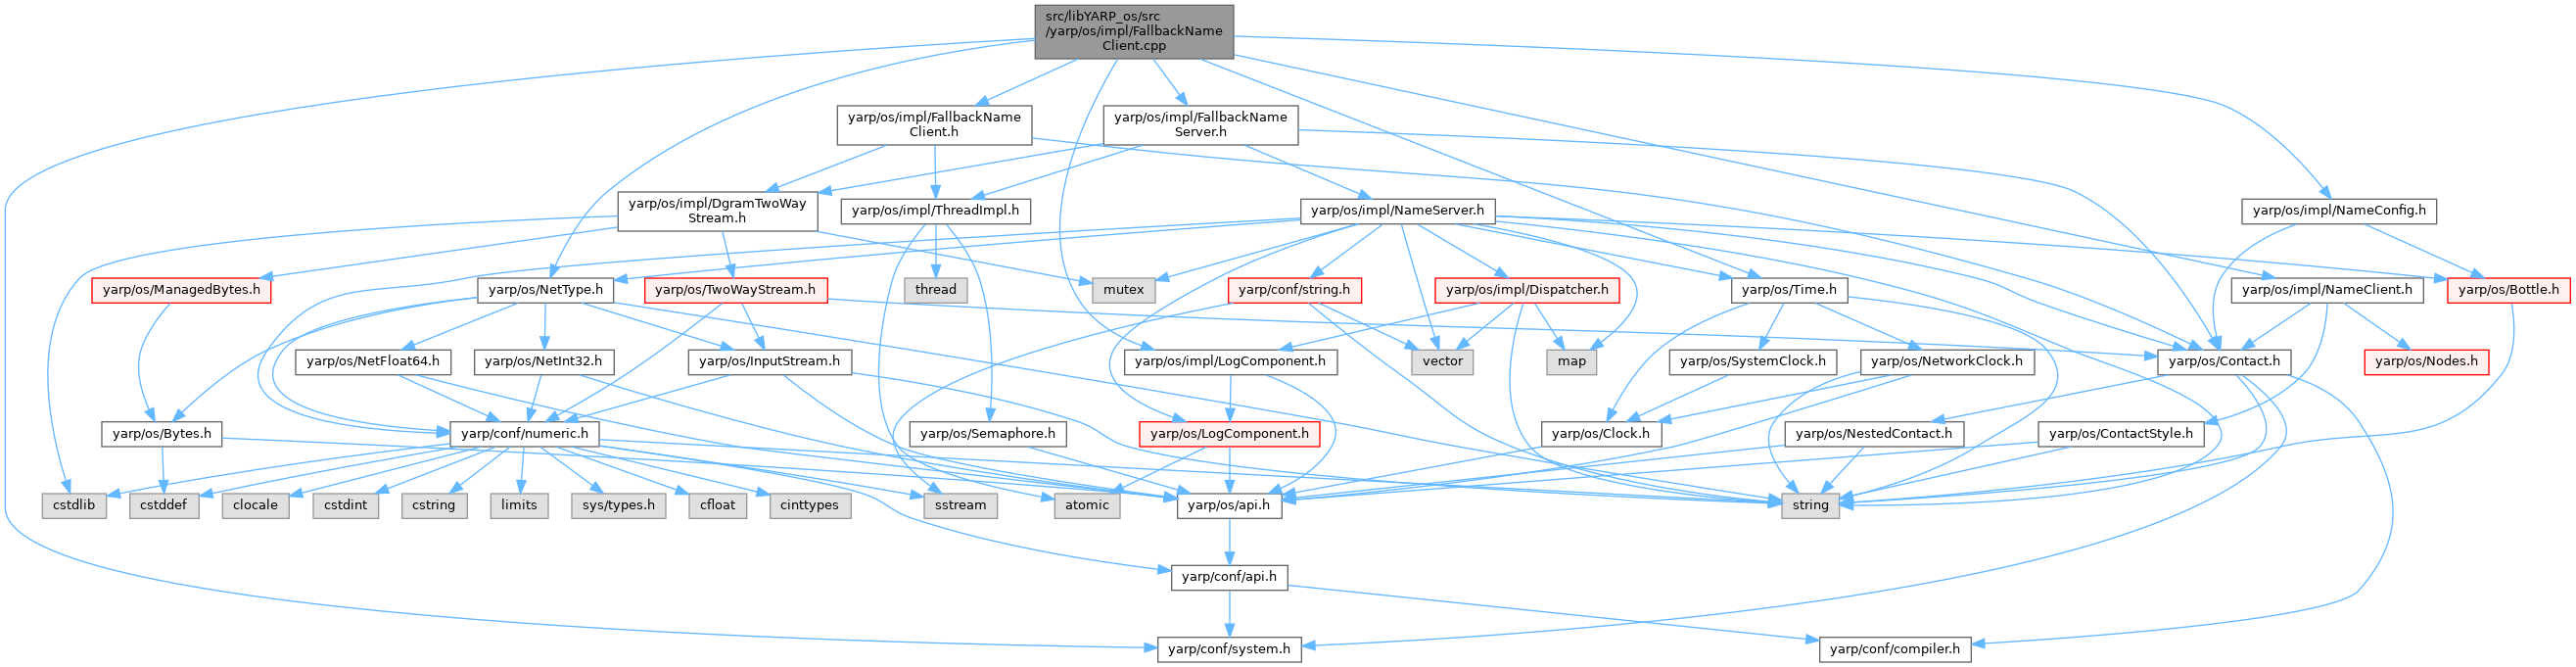 src/libYARP_os/src
/yarp/os/impl/FallbackName
Client.cpp
yarp/os/impl/FallbackName
Client.h
yarp/os/impl/FallbackName
Server.h
yarp/os/impl/DgramTwoWay
Stream.h
yarp/os/impl/ThreadImpl.h
yarp/os/impl/NameServer.h
yarp/os/impl/NameConfig.h
yarp/os/ManagedBytes.h
yarp/os/NetType.h
yarp/os/TwoWayStream.h
thread
mutex
yarp/conf/string.h
yarp/os/impl/Dispatcher.h
yarp/os/Time.h
yarp/os/impl/NameClient.h
yarp/os/Bottle.h
yarp/os/NetFloat64.h
yarp/os/NetInt32.h
yarp/os/InputStream.h
yarp/os/impl/LogComponent.h
vector
map
yarp/os/SystemClock.h
yarp/os/NetworkClock.h
yarp/os/Contact.h
yarp/os/Nodes.h
yarp/os/Bytes.h
yarp/conf/numeric.h
yarp/os/Semaphore.h
yarp/os/LogComponent.h
yarp/os/Clock.h
yarp/os/NestedContact.h
yarp/os/ContactStyle.h
cstdlib
cstddef
clocale
cstdint
cstring
limits
sys/types.h
cfloat
cinttypes
sstream
atomic
yarp/os/api.h
string
yarp/conf/api.h
yarp/conf/system.h
yarp/conf/compiler.h